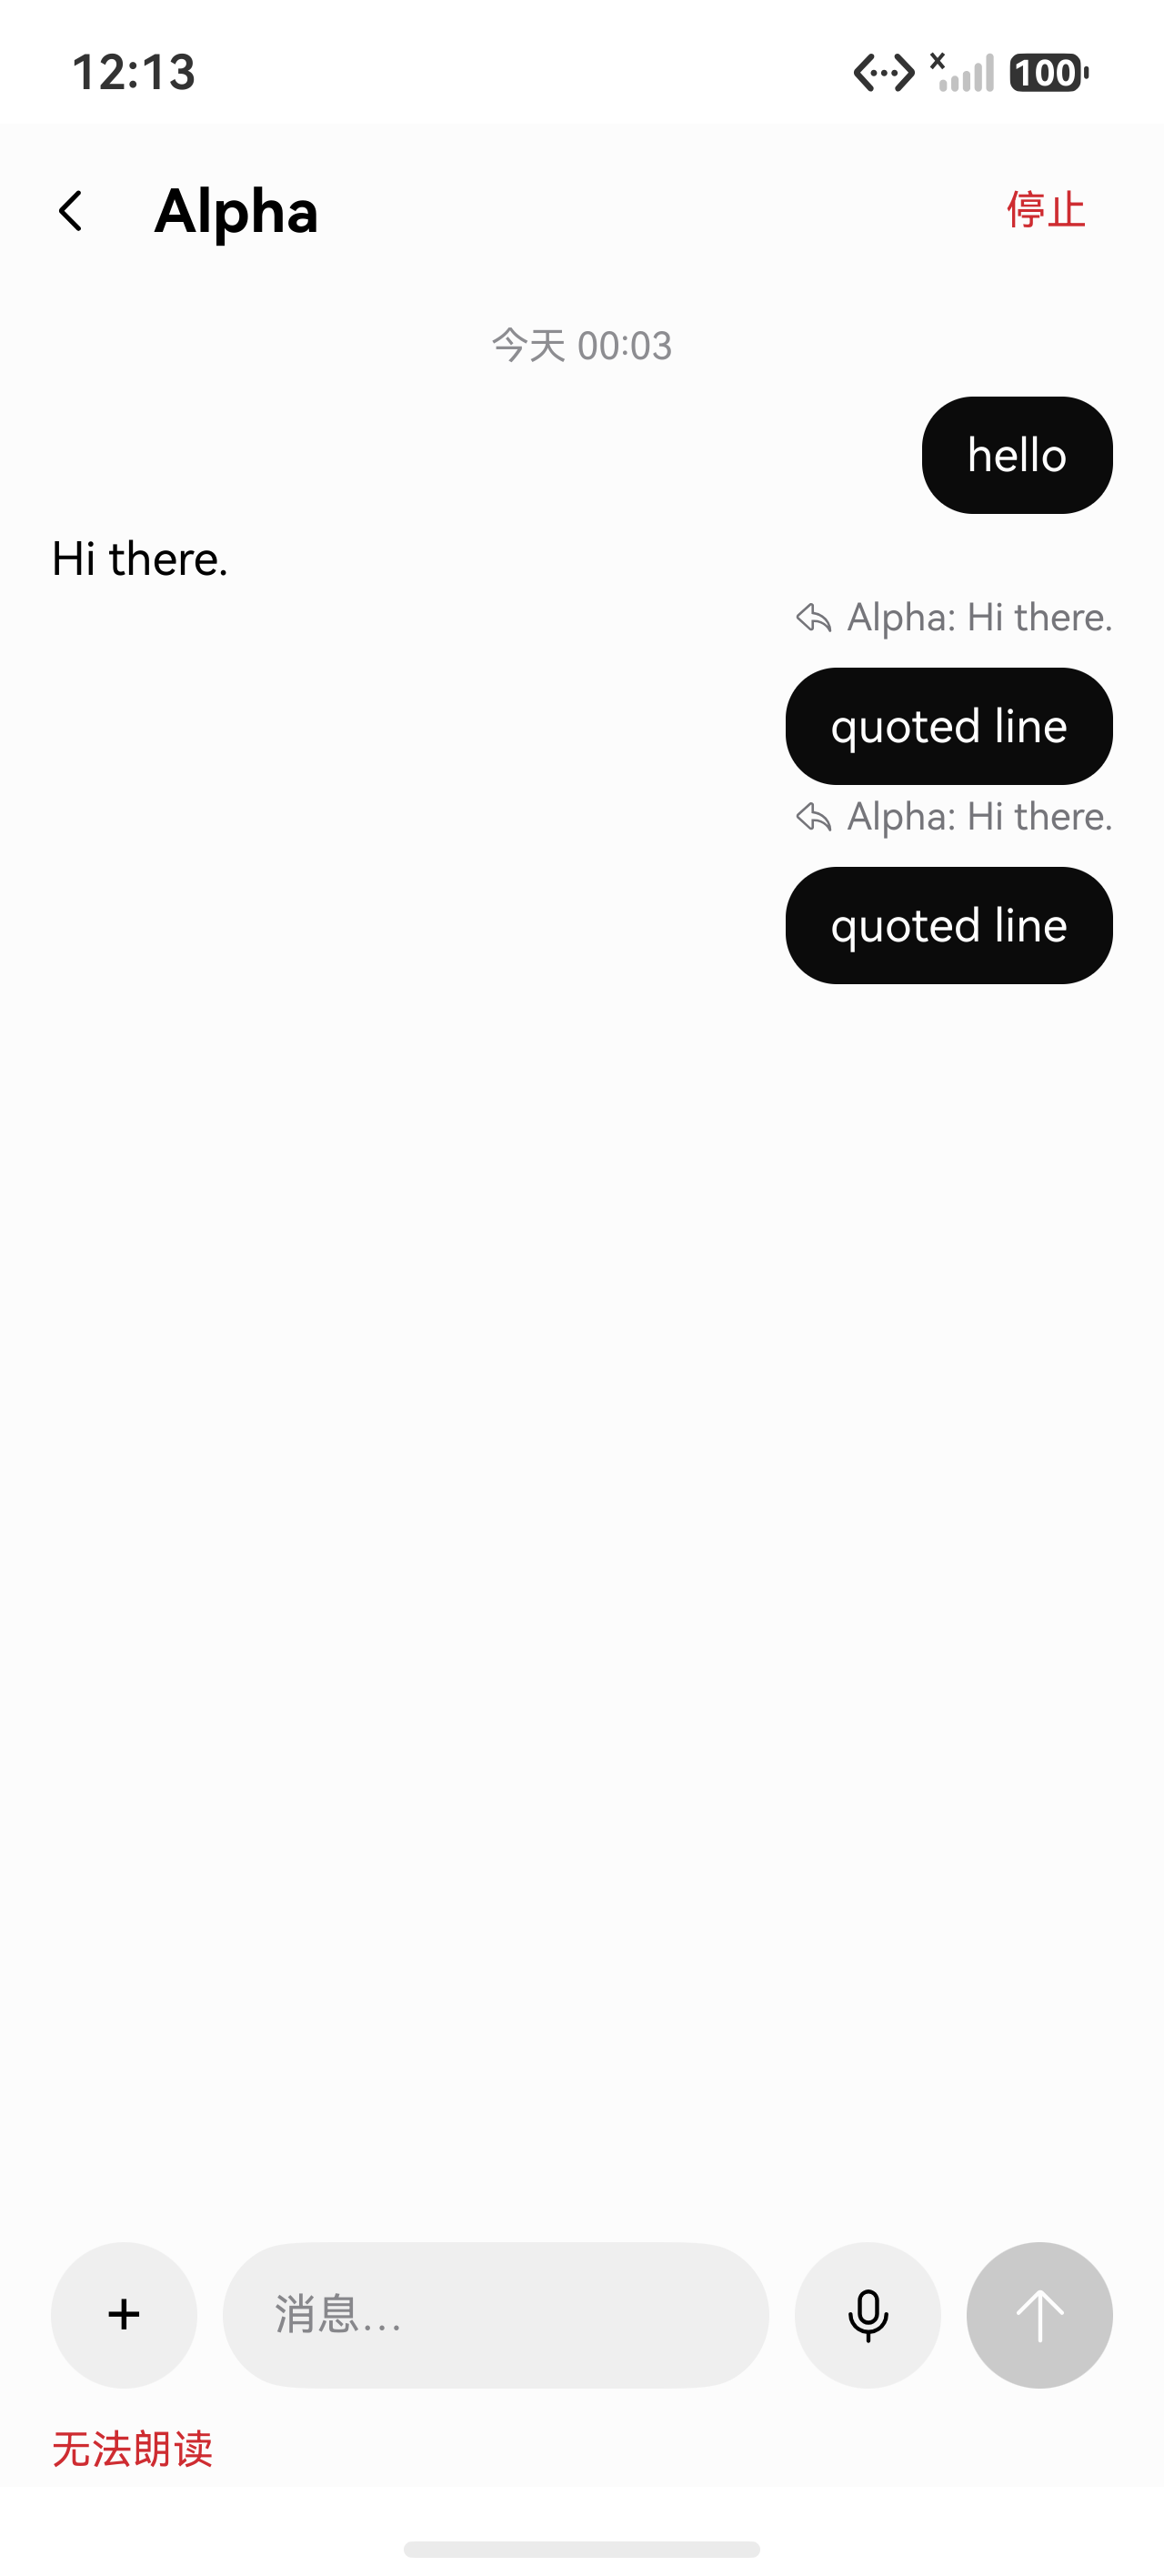 12:13
100
Alpha
停止
今天 00:03
hello
Hi there.
Alpha: Hi there.
quoted line
Alpha: Hi there.
quoted line
消息...
无法朗读